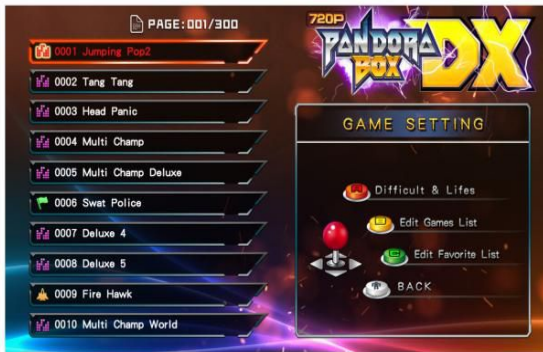 PAGE:001/300
0001 Jumping Pop2
0002 Tang Tang
0003 Head Panic
0004 Multi Champ
0005 Multi Champ Deluxe
0006 Swat Police
0007 Deluxe 4
0008 Deluxe 5
0009 Fire Hawk
0010 Multi Champ World
720P
PANDORA
BOX
DX
GAME SETTING
Difficult & Lifes
Edit Games List
Edit Favorite List
BACK